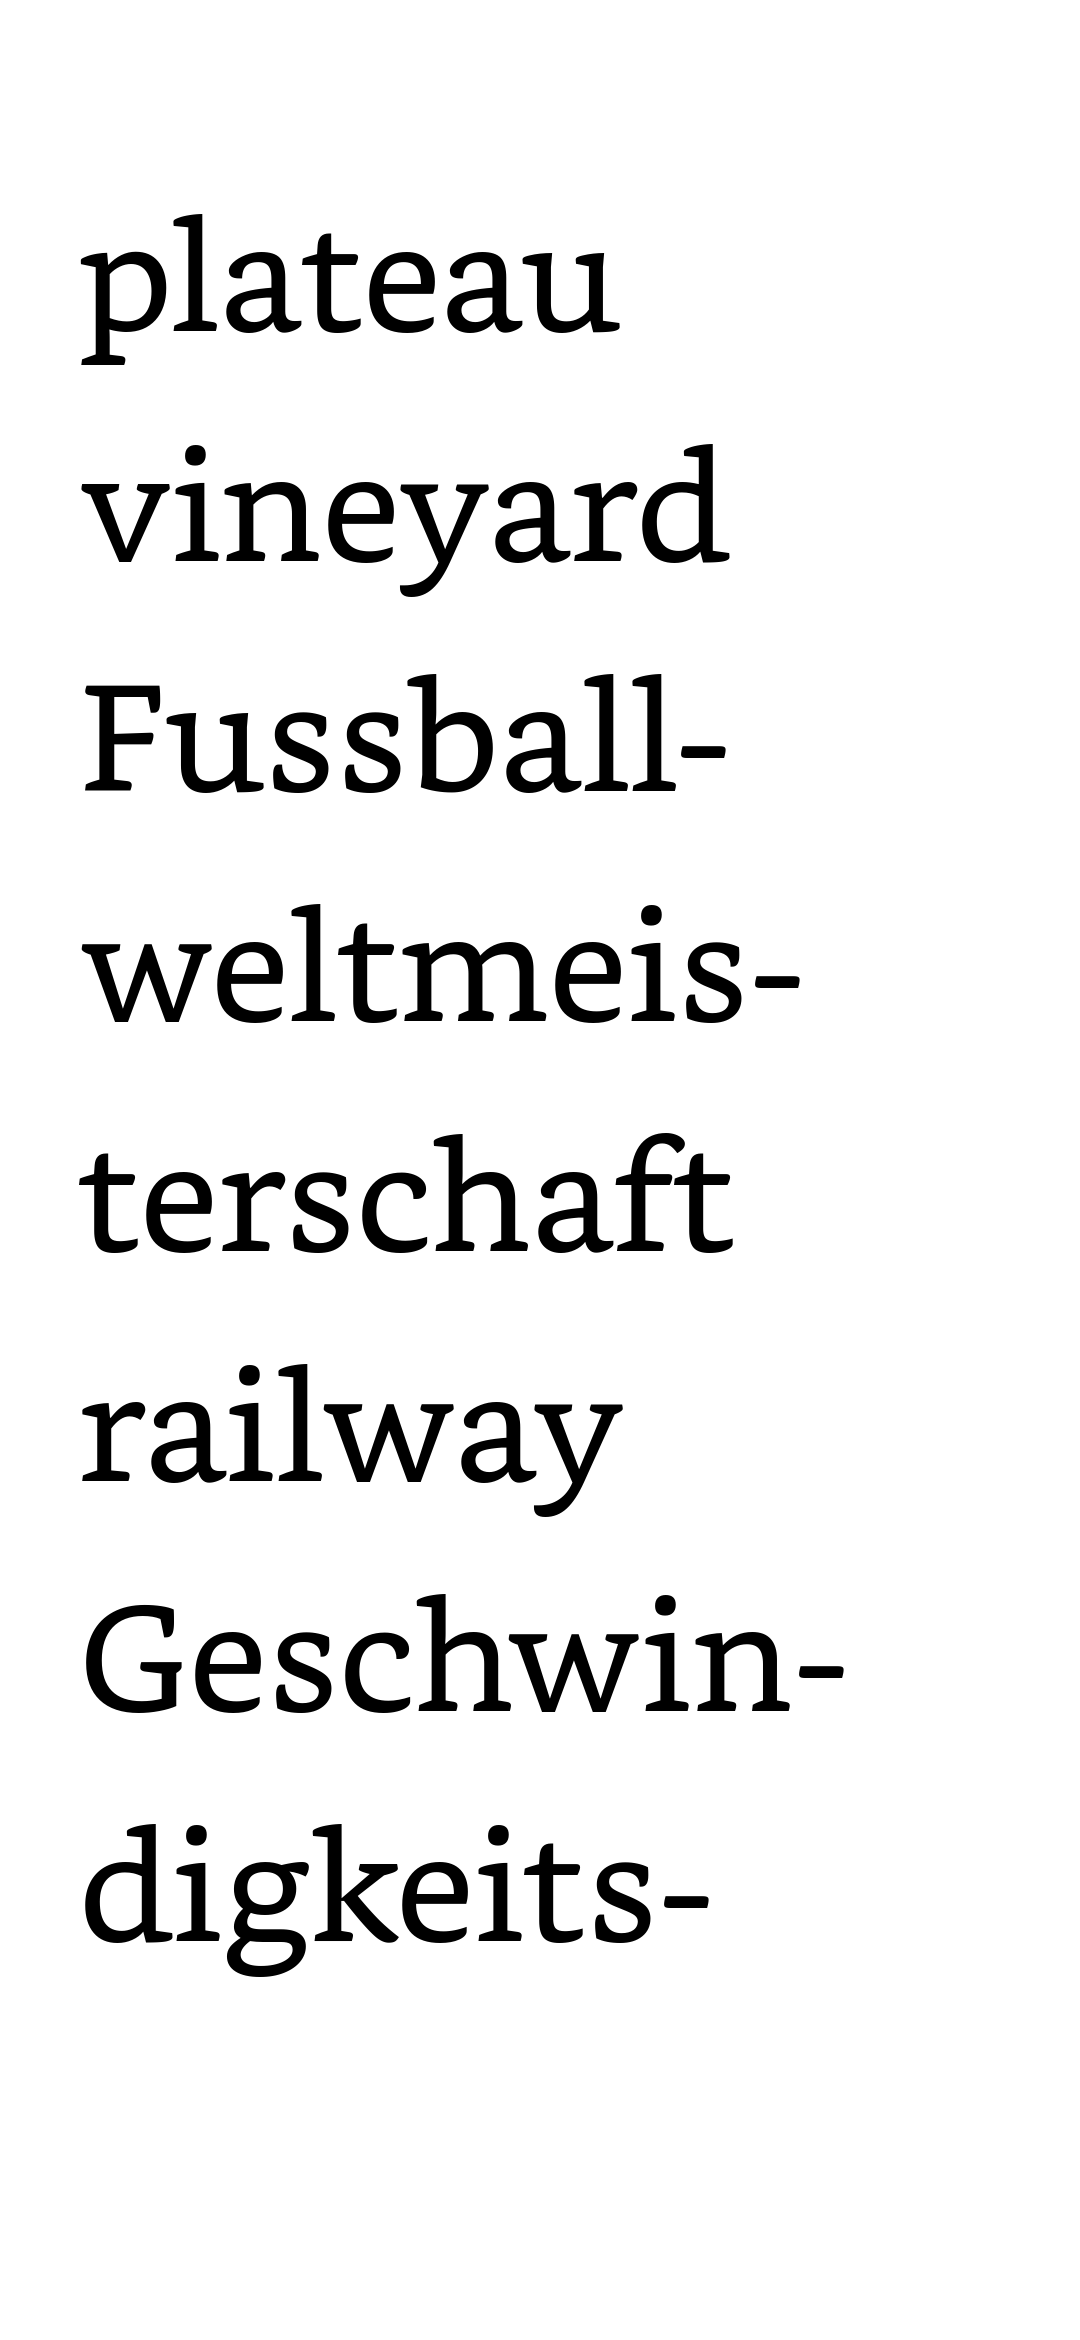 plateau
vineyard
Fussball-
weltmeis-
terschaft
railway
Geschwin-
digkeits-